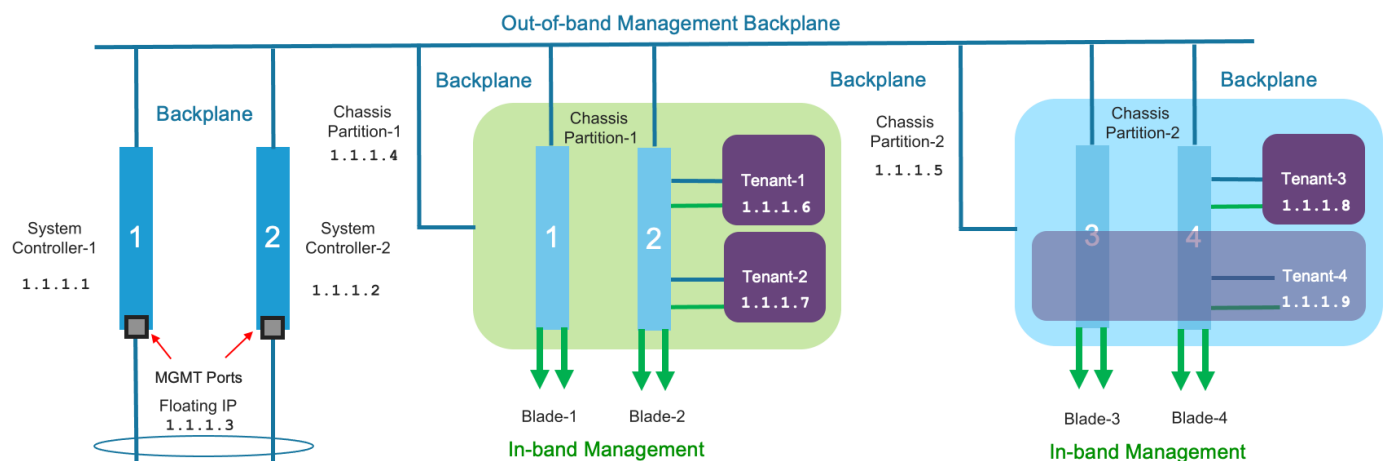 Out-of-band Management Backplane
Backplane
Backplane
Backplane
Backplane
Chassis
Partition-1
1.1.1.4
Chassis
Partition-1
Chassis
Partition-2
1.1.1.5
Chassis
Partition-2
System
Controller-1
1.1.1.1
1
2
System
Controller-2
1.1.1.2
1
2
Tenant-1
1.1.1.6
Tenant-2
1.1.1.7
3
4
Tenant-3
1.1.1.8
Tenant-4
1.1.1.9
MGMT Ports
Floating IP
1.1.1.3
Blade-1
Blade-2
In-band Management
Blade-3
Blade-4
In-band Management